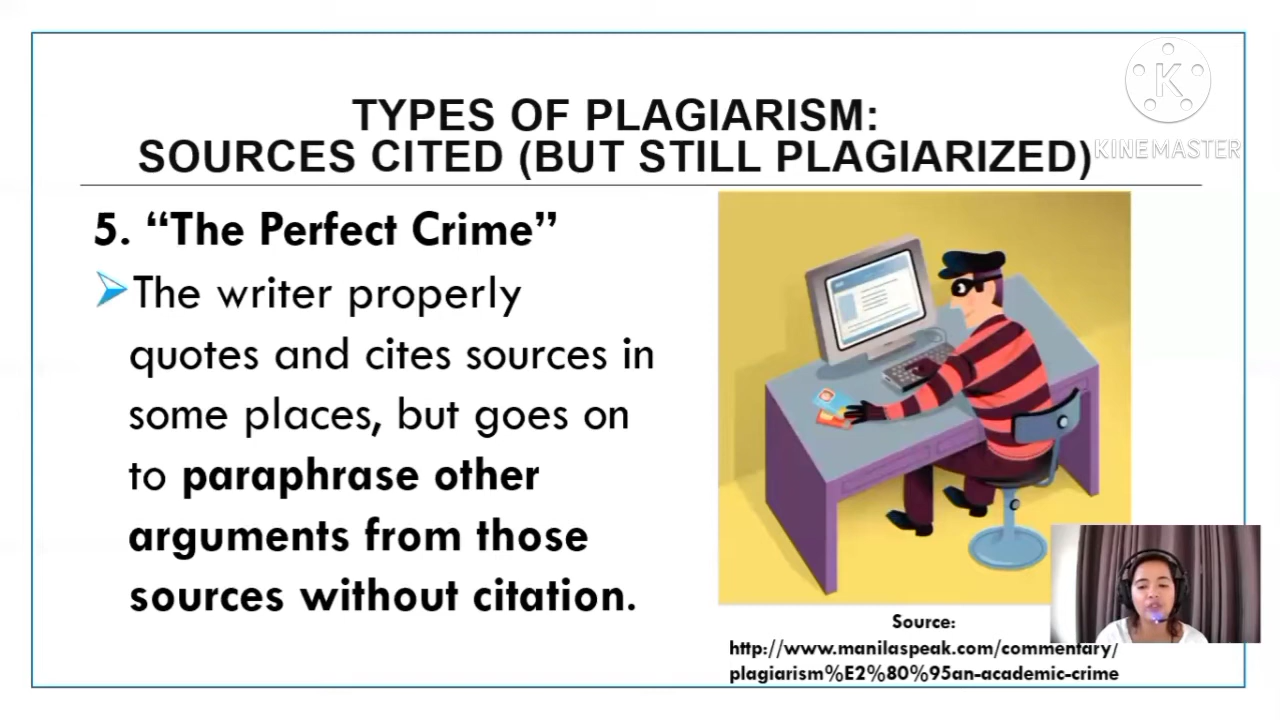 TYPES OF PLAGIARISM:
SOURCES CITED (BUT STILL PLAGIARIZED)
K
KINEMASTER
5. “The Perfect Crime”
The writer properly
quotes and cites sources in
some places, but goes on
to paraphrase other
arguments from those
sources without citation.
Source:
http://www.manilaspeak.com/commentary/
plagiarism%E2%80%95an-academic-crime